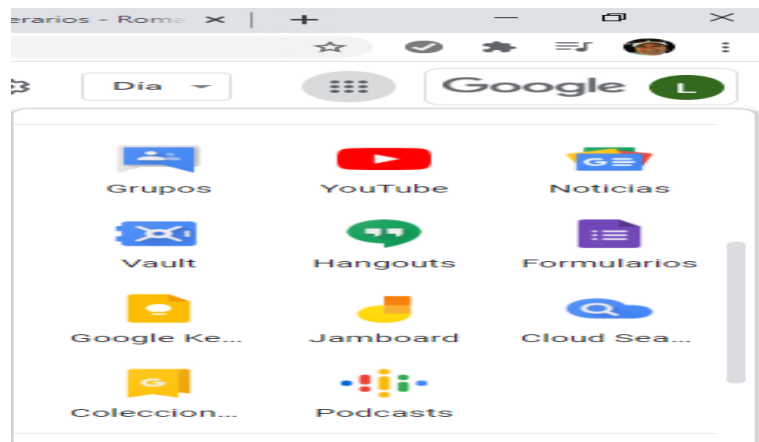 erarios - Roma
Día
Google L
Grupos YouTube Noticias
G
Vault Hangouts Formularios
Google Ke... Jamboard Cloud Sea...
G
Coleccion... Podcasts